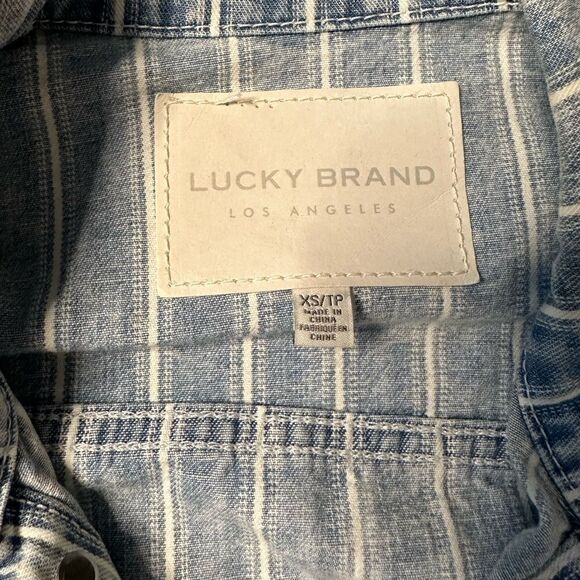 LUCKY BRAND
LOS ANGELES
XS/TP
MADE IN
CHINA
FABRIQUE EN
CHINE